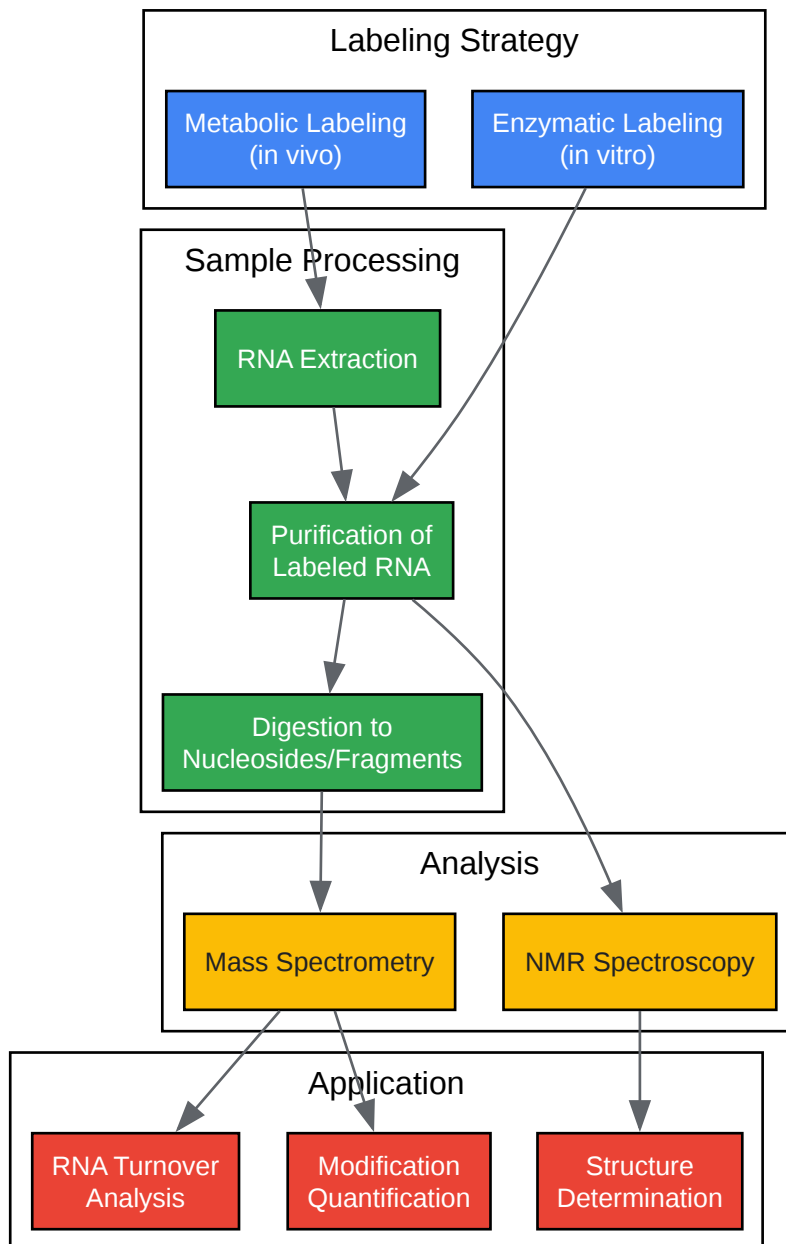 Labeling Strategy
Metabolic Labeling
(in vivo)
Enzymatic Labeling
(in vitro)
Sample Processing
RNA Extraction
Purification of
Labeled RNA
Digestion to
Nucleosides/Fragments
Analysis
Mass Spectrometry
NMR Spectroscopy
Application
RNA Turnover
Analysis
Modification
Quantification
Structure
Determination